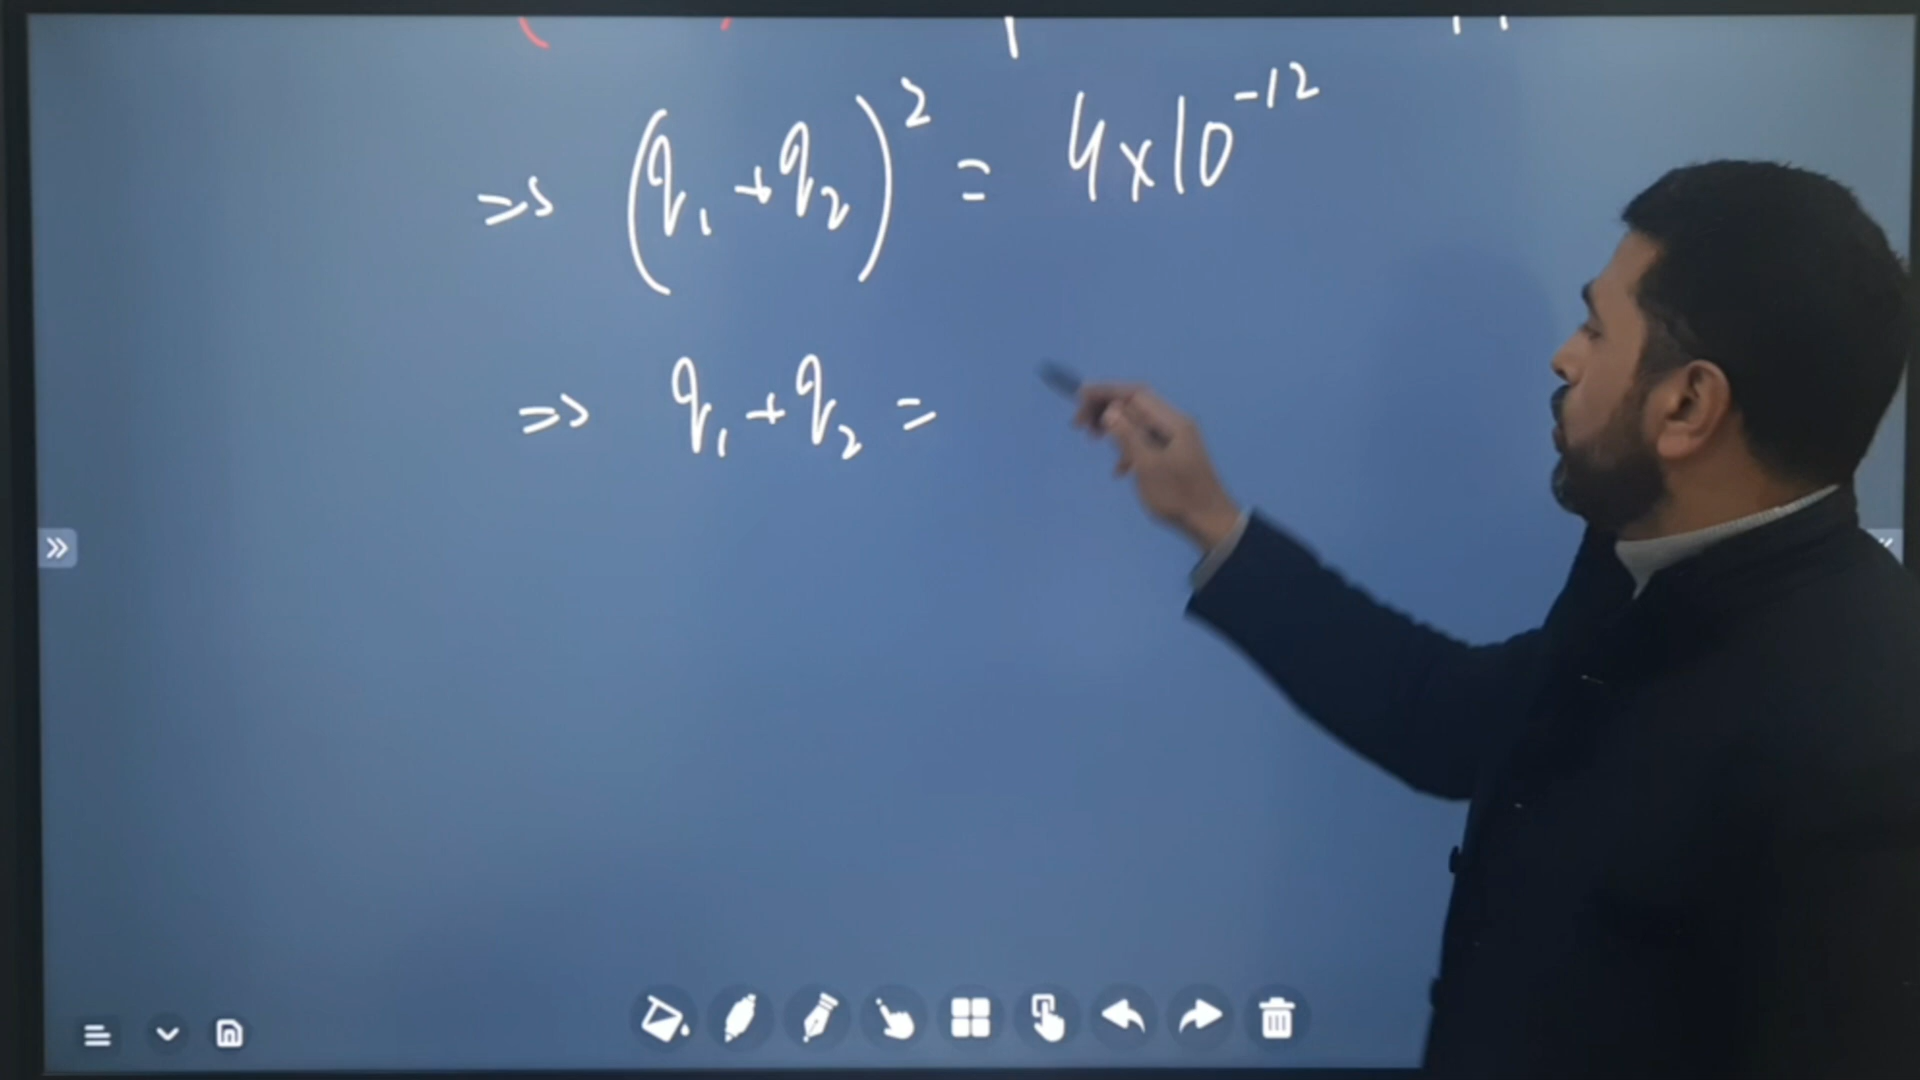 => (q₁ + q₂)² = 4×10⁻¹²
=> q₁ + q₂ =